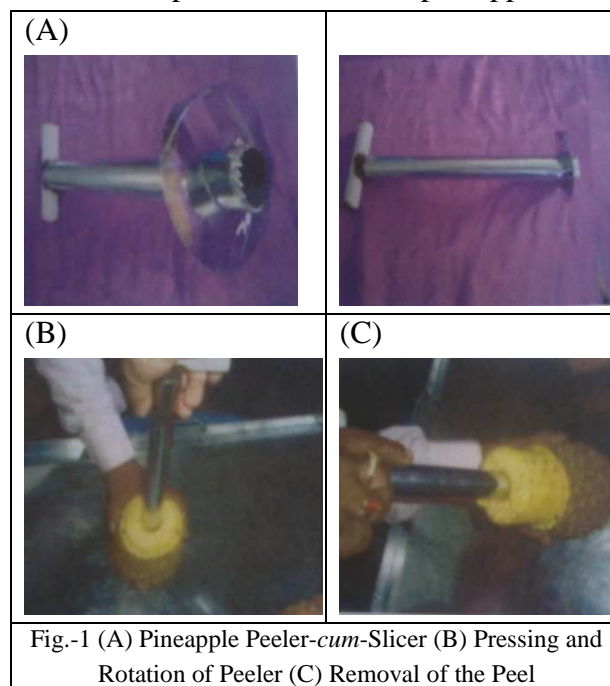 (A)
(B)
(C)
Fig.-1 (A) Pineapple Peeler-cum-Slicer (B) Pressing and
Rotation of Peeler (C) Removal of the Peel